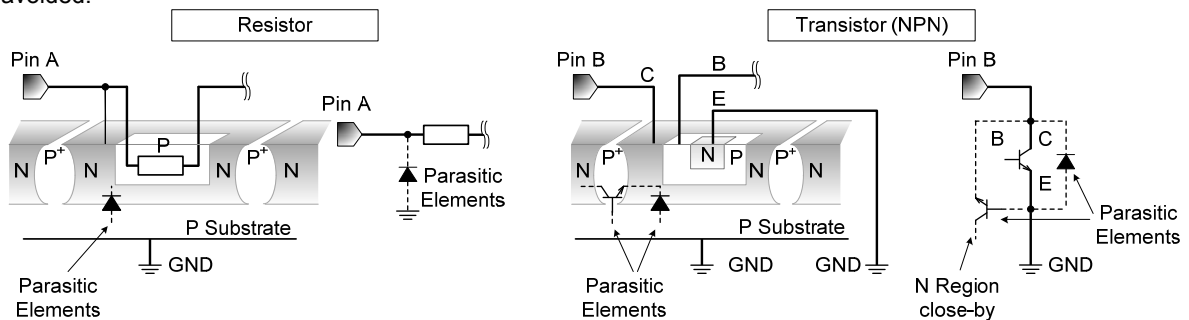 avoided.
Resistor
Transistor (NPN)
Pin A
Pin A
P
N P+ N N P+ N
Parasitic
Elements
P Substrate
GND
Parasitic
Elements
Pin B
C
B
E
N P+ N P N P+ N
P Substrate
GND
GND
Parasitic
Elements
Pin B
B C
E
Parasitic
Elements
GND
N Region
close-by